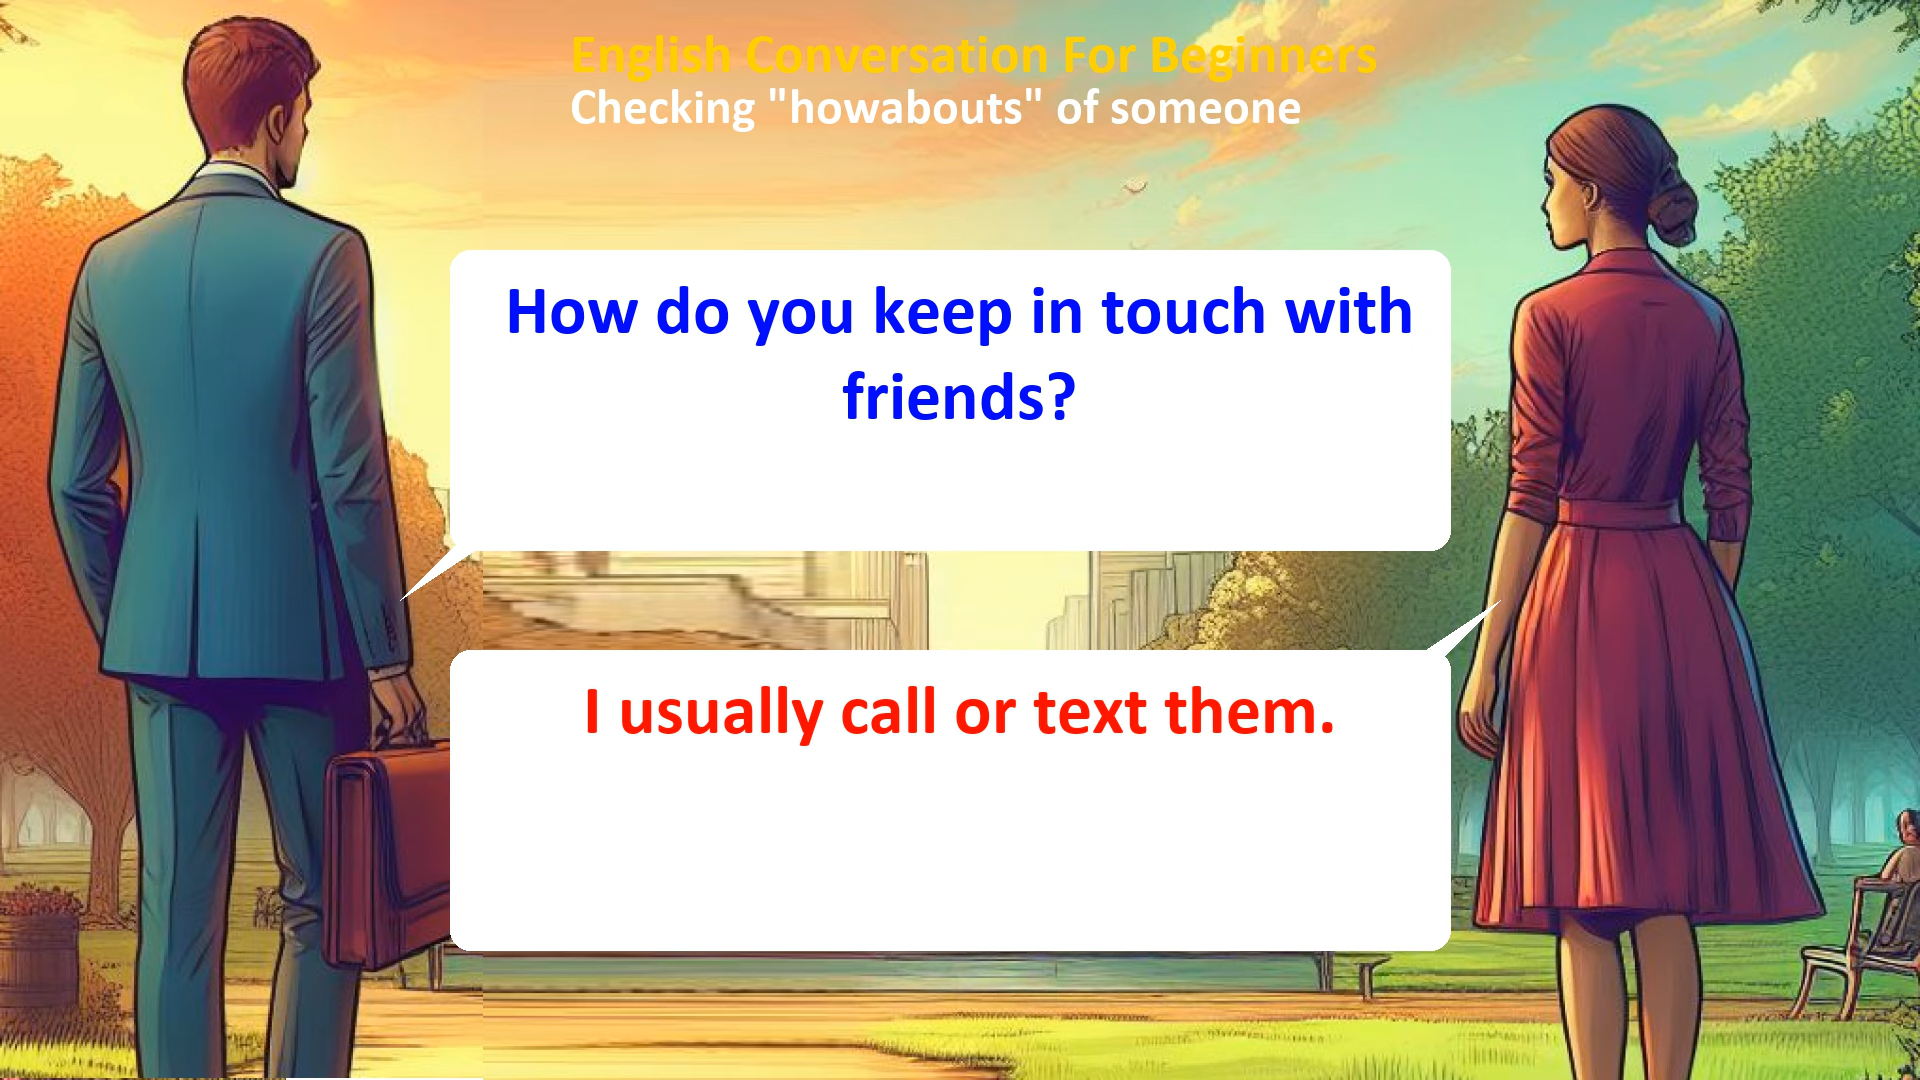 English Conversation For Beginners
Checking "howabouts" of someone
How do you keep in touch with
friends?
I usually call or text them.